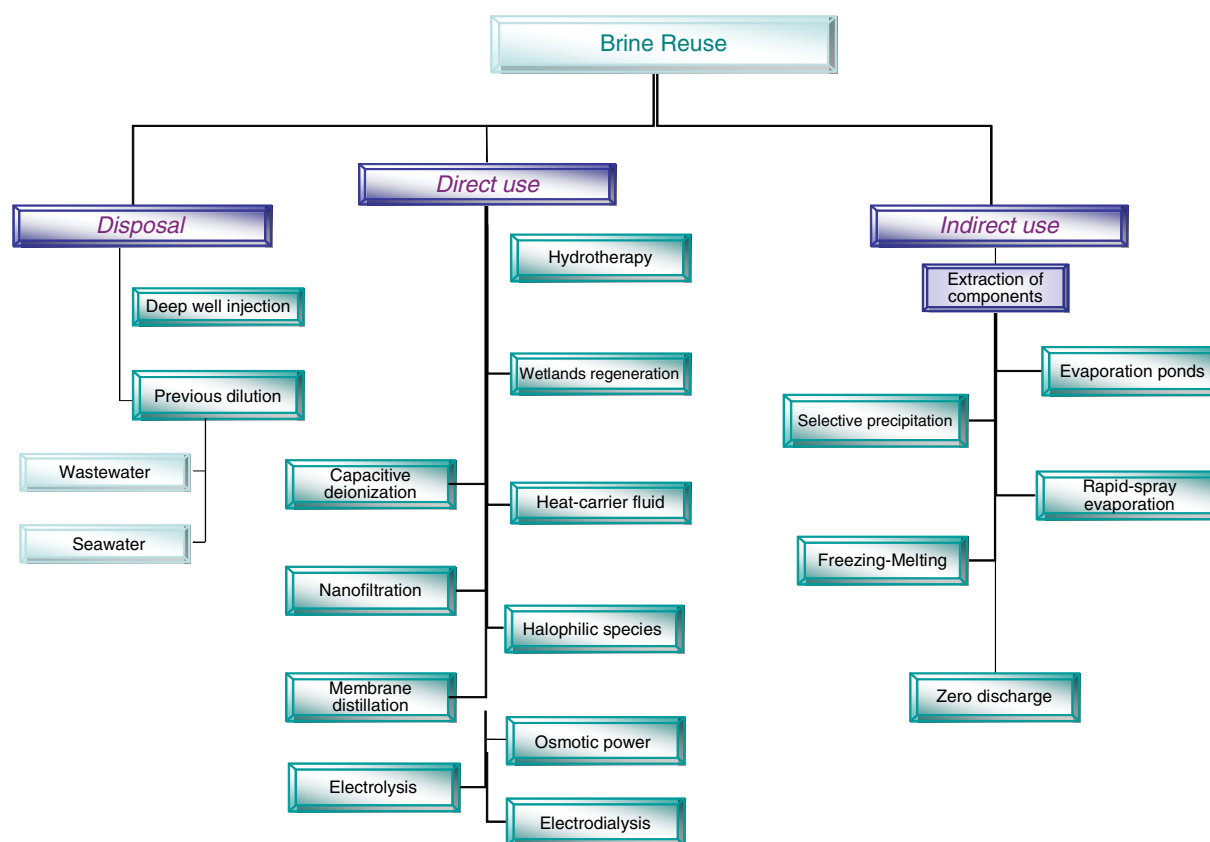 Brine Reuse
Disposal
Deep well injection
Previous dilution
Wastewater
Seawater
Direct use
Hydrotherapy
Wetlands regeneration
Capacitive
deionization
Heat-carrier fluid
Nanofiltration
Halophilic species
Membrane
distillation
Osmotic power
Electrolysis
Electrodialysis
Indirect use
Extraction of
components
Evaporation ponds
Selective precipitation
Rapid-spray
evaporation
Freezing-Melting
Zero discharge